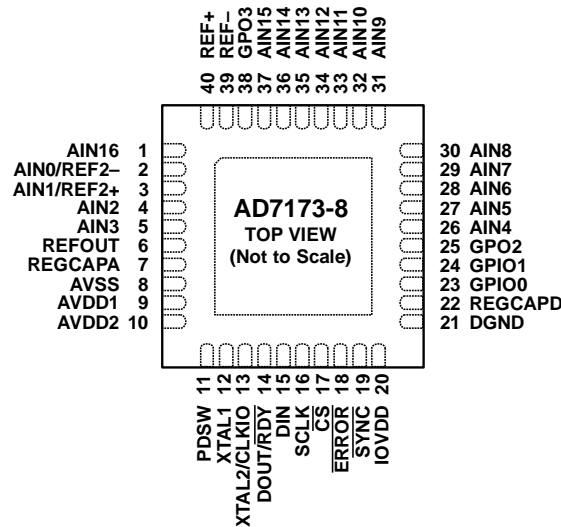 40 REF+
39 REF–
38 GPO3
37 AIN15
36 AIN14
35 AIN13
34 AIN12
33 AIN11
32 AIN10
31 AIN9
AIN16 1
AIN0/REF2– 2
AIN1/REF2+ 3
AIN2 4
AIN3 5
REFOUT 6
REGCAPA 7
AVSS 8
AVDD1 9
AVDD2 10
AD7173-8
TOP VIEW
(Not to Scale)
30 AIN8
29 AIN7
28 AIN6
27 AIN5
26 AIN4
25 GPO2
24 GPIO1
23 GPIO0
22 REGCAPD
21 DGND
PDSW 11
XTAL1 12
XTAL2/CLKIO 13
DOUT/RDY 14
DIN 15
SCLK 16
CS 17
ERROR 18
SYNC 19
IOVDD 20